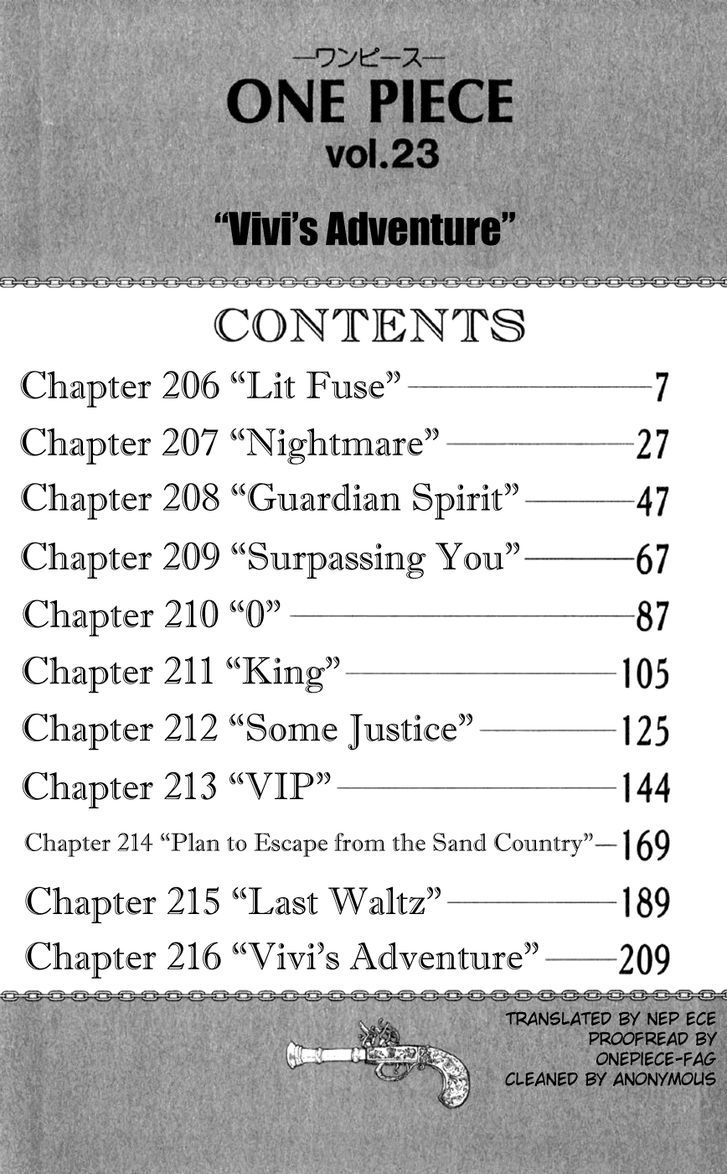 —ワンピース—
ONE PIECE
vol.23
“Vivi’s Adventure”
CONTENTS
Chapter 206 “Lit Fuse” 7
Chapter 207 “Nightmare” 27
Chapter 208 “Guardian Spirit” 47
Chapter 209 “Surpassing You” 67
Chapter 210 “0” 87
Chapter 211 “King” 105
Chapter 212 “Some Justice” 125
Chapter 213 “VIP” 144
Chapter 214 “Plan to Escape from the Sand Country” 169
Chapter 215 “Last Waltz” 189
Chapter 216 “Vivi’s Adventure” 209
TRANSLATED BY NEP ECE
PROOFREAD BY
ONEPIECE-FAG
CLEANED BY ANONYMOUS